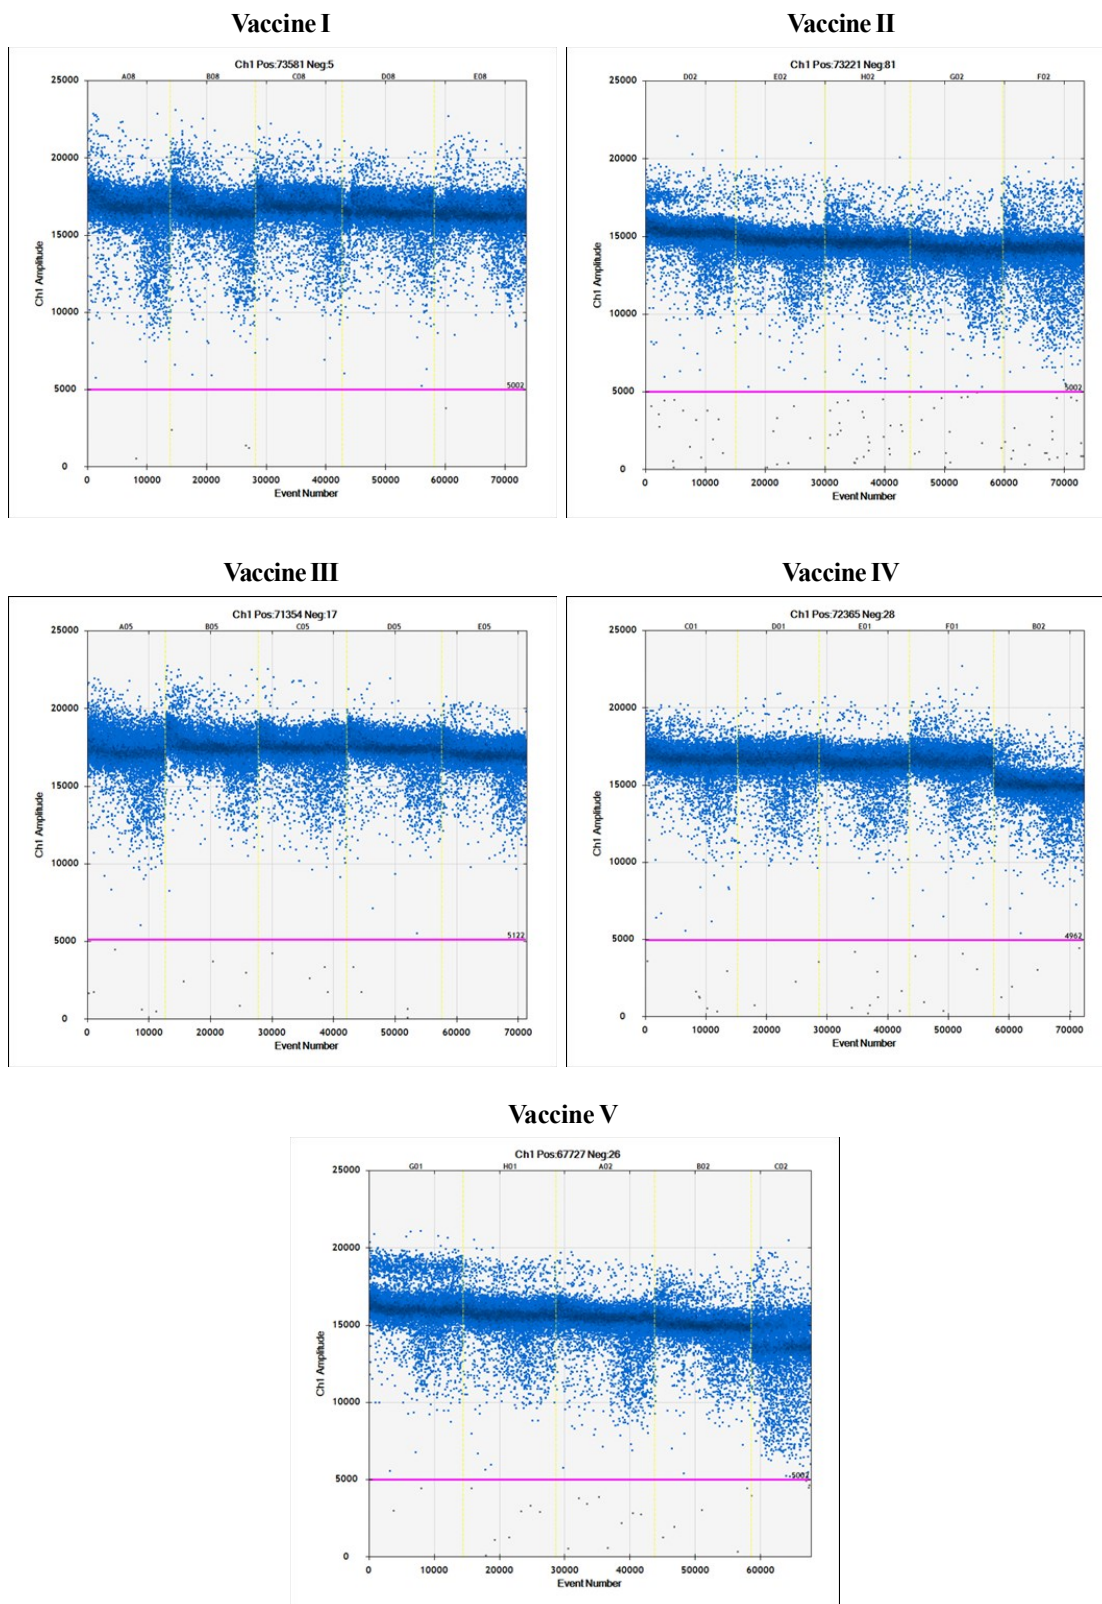 Vaccine I
Vaccine II
Ch1 Pos:73581 Neg:5
A08 B08 C08 D08 E08
25000
20000
15000
10000
5000
0
Ch1 Amplitude
5002
0 10000 20000 30000 40000 50000 60000 70000
Event Number
Ch1 Pos:73221 Neg:81
D02 E02 H02 G02 F02
25000
20000
15000
10000
5000
0
Ch1 Amplitude
5002
0 10000 20000 30000 40000 50000 60000 70000
Event Number
Vaccine III
Vaccine IV
Ch1 Pos:71354 Neg:17
A05 B05 C05 D05 E05
25000
20000
15000
10000
5000
0
Ch1 Amplitude
5122
0 10000 20000 30000 40000 50000 60000 70000
Event Number
Ch1 Pos:72365 Neg:28
C01 D01 E01 F01 B02
25000
20000
15000
10000
5000
0
Ch1 Amplitude
4962
0 10000 20000 30000 40000 50000 60000 70000
Event Number
Vaccine V
Ch1 Pos:67727 Neg:26
G01 H01 A02 B02 C02
25000
20000
15000
10000
5000
0
Ch1 Amplitude
5002
0 10000 20000 30000 40000 50000 60000
Event Number